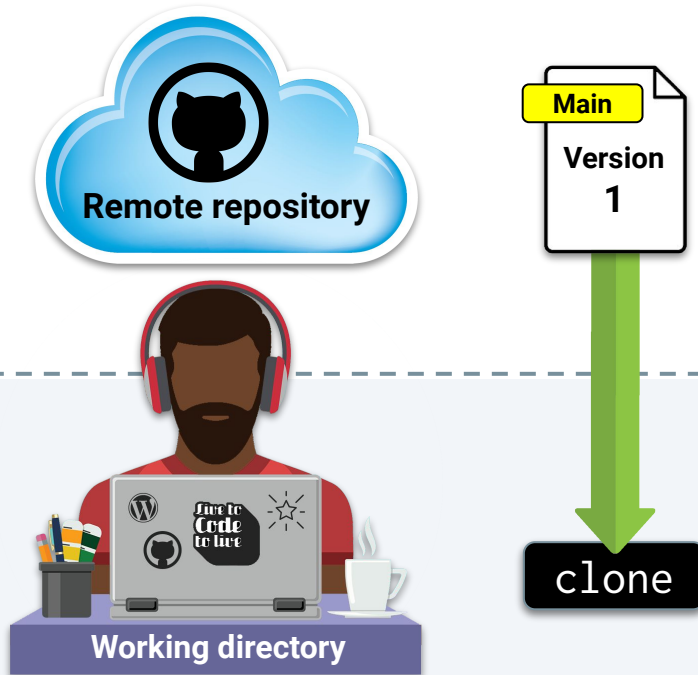 Remote repository
Main
Version
1
Live to
Code
to live
clone
Working directory